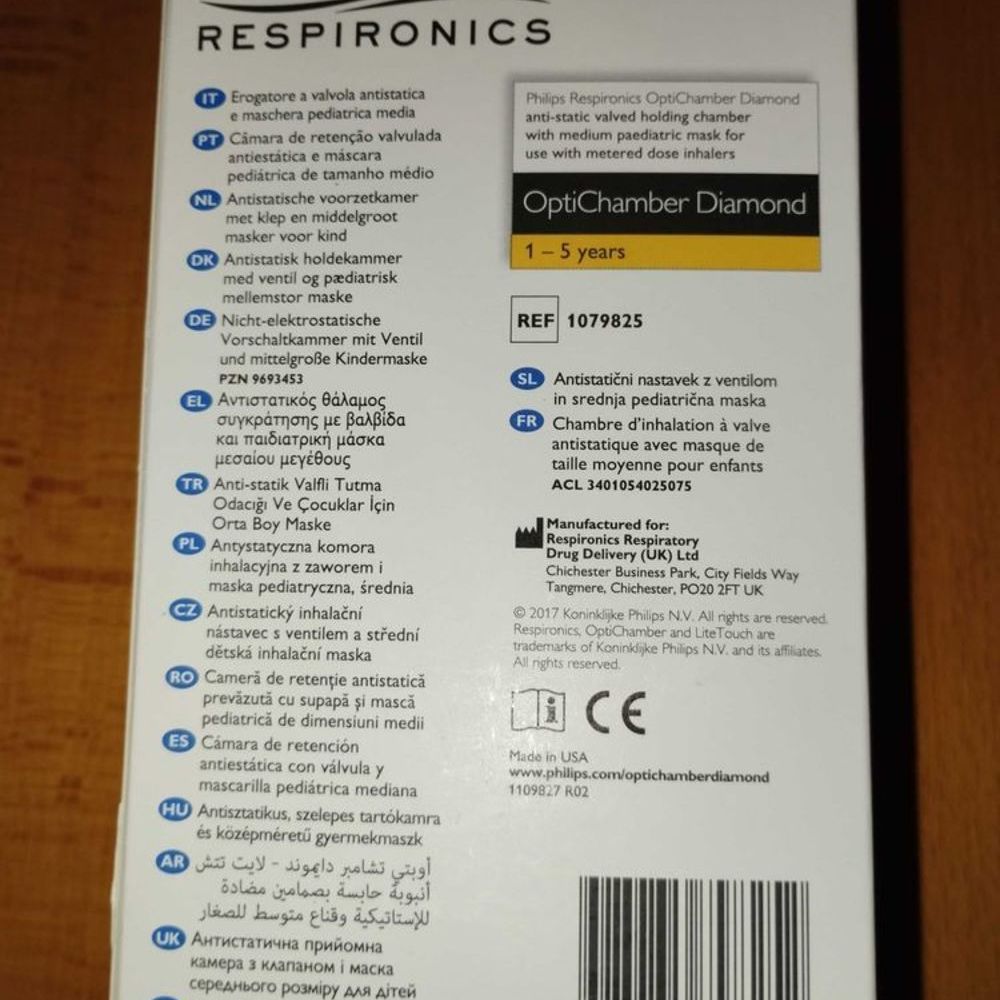 RESPIRONICS
IT Erogatore a valvola antistatica
e maschera pediatrica media
PT Câmara de retenção valvulada
antiestática e máscara
pediátrica de tamanho médio
NL Antistatische voorzetkamer
met klep en middelgroot
masker voor kind
DK Antistatisk holdekammer
med ventil og pædiatrisk
mellemstor maske
DE Nicht-elektrostatische
Vorschaltkammer mit Ventil
und mittelgroße Kindermaske
PZN 9693453
EL Αντιστατικός θάλαμος
συγκράτησης με βαλβίδα
και παιδιατρική μάσκα
μεσαίου μεγέθους
TR Anti-statik Valfli Tutma
Odacığı Ve Çocuklar İçin
Orta Boy Maske
PL Antystatyczna komora
inhalacyjna z zaworem i
maska pediatryczna, średnia
CZ Antistatický inhalační
nástavec s ventilem a střední
dětská inhalační maska
RO Cameră de retenție antistatică
prevăzută cu supapă și mască
pediatrică de dimensiuni medii
ES Cámara de retención
antiestática con válvula y
mascarilla pediátrica mediana
HU Antisztatikus, szelepes tartókamra
és középméretű gyermekmaszk
AR أوبتي تشامبر دايموند - لايت تتش
أنبوبة حابسة بصمامين مضادة
للإستاتيكية وقناع متوسط للصغار
UK Антистатична прийомна
камера з клапаном і маска
середнього розміру для дітей
Philips Respironics OptiChamber Diamond
anti-static valved holding chamber
with medium paediatric mask for
use with metered dose inhalers
OptiChamber Diamond
1 – 5 years
REF 1079825
SL Antistatični nastavek z ventilom
in srednja pediatrična maska
FR Chambre d'inhalation à valve
antistatique avec masque de
taille moyenne pour enfants
ACL 3401054025075
Manufactured for:
Respironics Respiratory
Drug Delivery (UK) Ltd
Chichester Business Park, City Fields Way
Tangmere, Chichester, PO20 2FT UK
© 2017 Koninklijke Philips N.V. All rights are reserved.
Respironics, OptiChamber and LiteTouch are
trademarks of Koninklijke Philips N.V. and its affiliates.
All rights reserved.
CE
Made in USA
www.philips.com/optichamberdiamond
1109827 R02